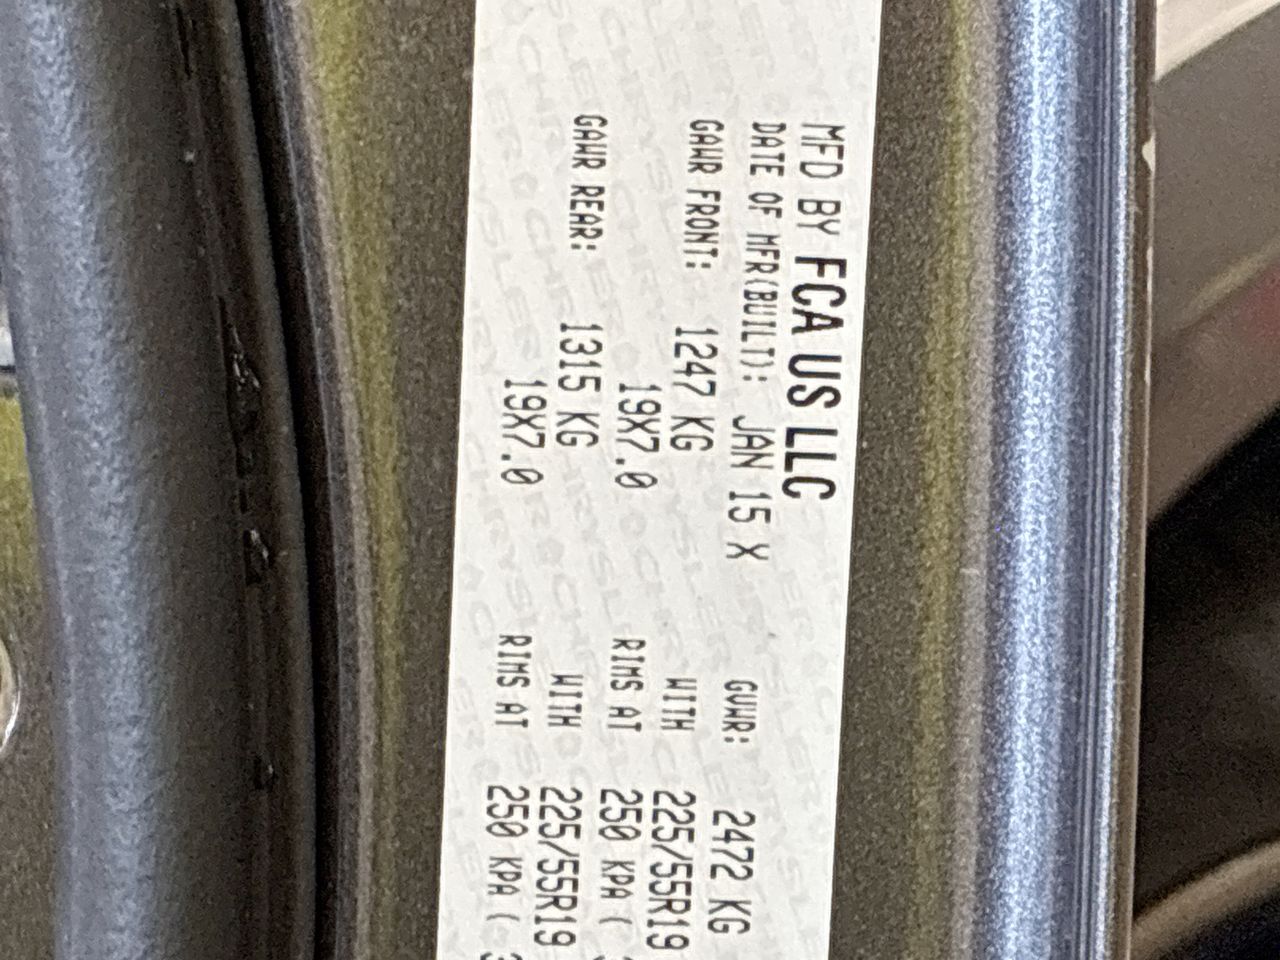 MFD BY FCA US LLC
DATE OF MFR(BUILT): JAN 15 X GVWR: 2472 KG
GAWR FRONT: 1247 KG WITH 225/55R19
19X7.0 RIMS AT 250 KPA (
GAWR REAR: 1315 KG WITH 225/55R19
19X7.0 RIMS AT 250 KPA ( 3